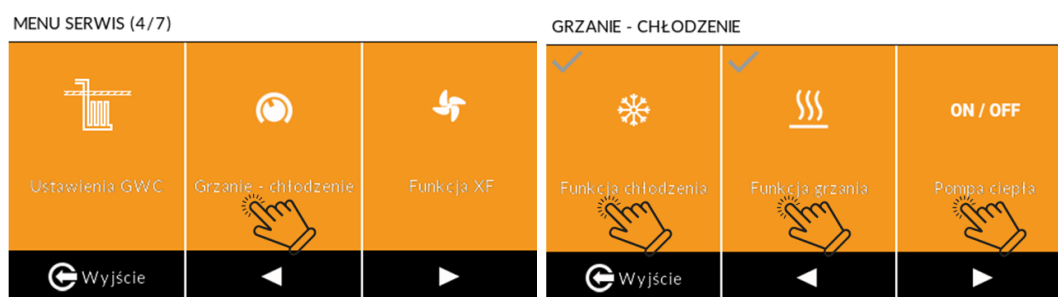 MENU SERWIS (4/7)
Ustawienia GWC
Grzanie - chłodzenie
Funkcja XF
Wyjście
GRZANIE - CHŁODZENIE
ON / OFF
Funkcja chłodzenia
Funkcja grzania
Pompa ciepła
Wyjście